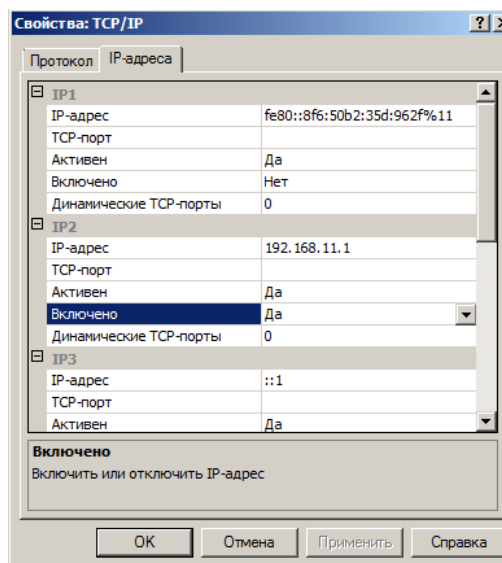 Свойства: TCP/IP
Протокол IP-адреса
IP1
IP-адрес fe80::8f6:50b2:35d:962f%11
TCP-порт
Активен Да
Включено Нет
Динамические TCP-порты 0
IP2
IP-адрес 192.168.11.1
TCP-порт
Активен Да
Включено Да
Динамические TCP-порты 0
IP3
IP-адрес ::1
TCP-порт
Активен Да
Включено
Включить или отключить IP-адрес
OK Отмена Применить Справка